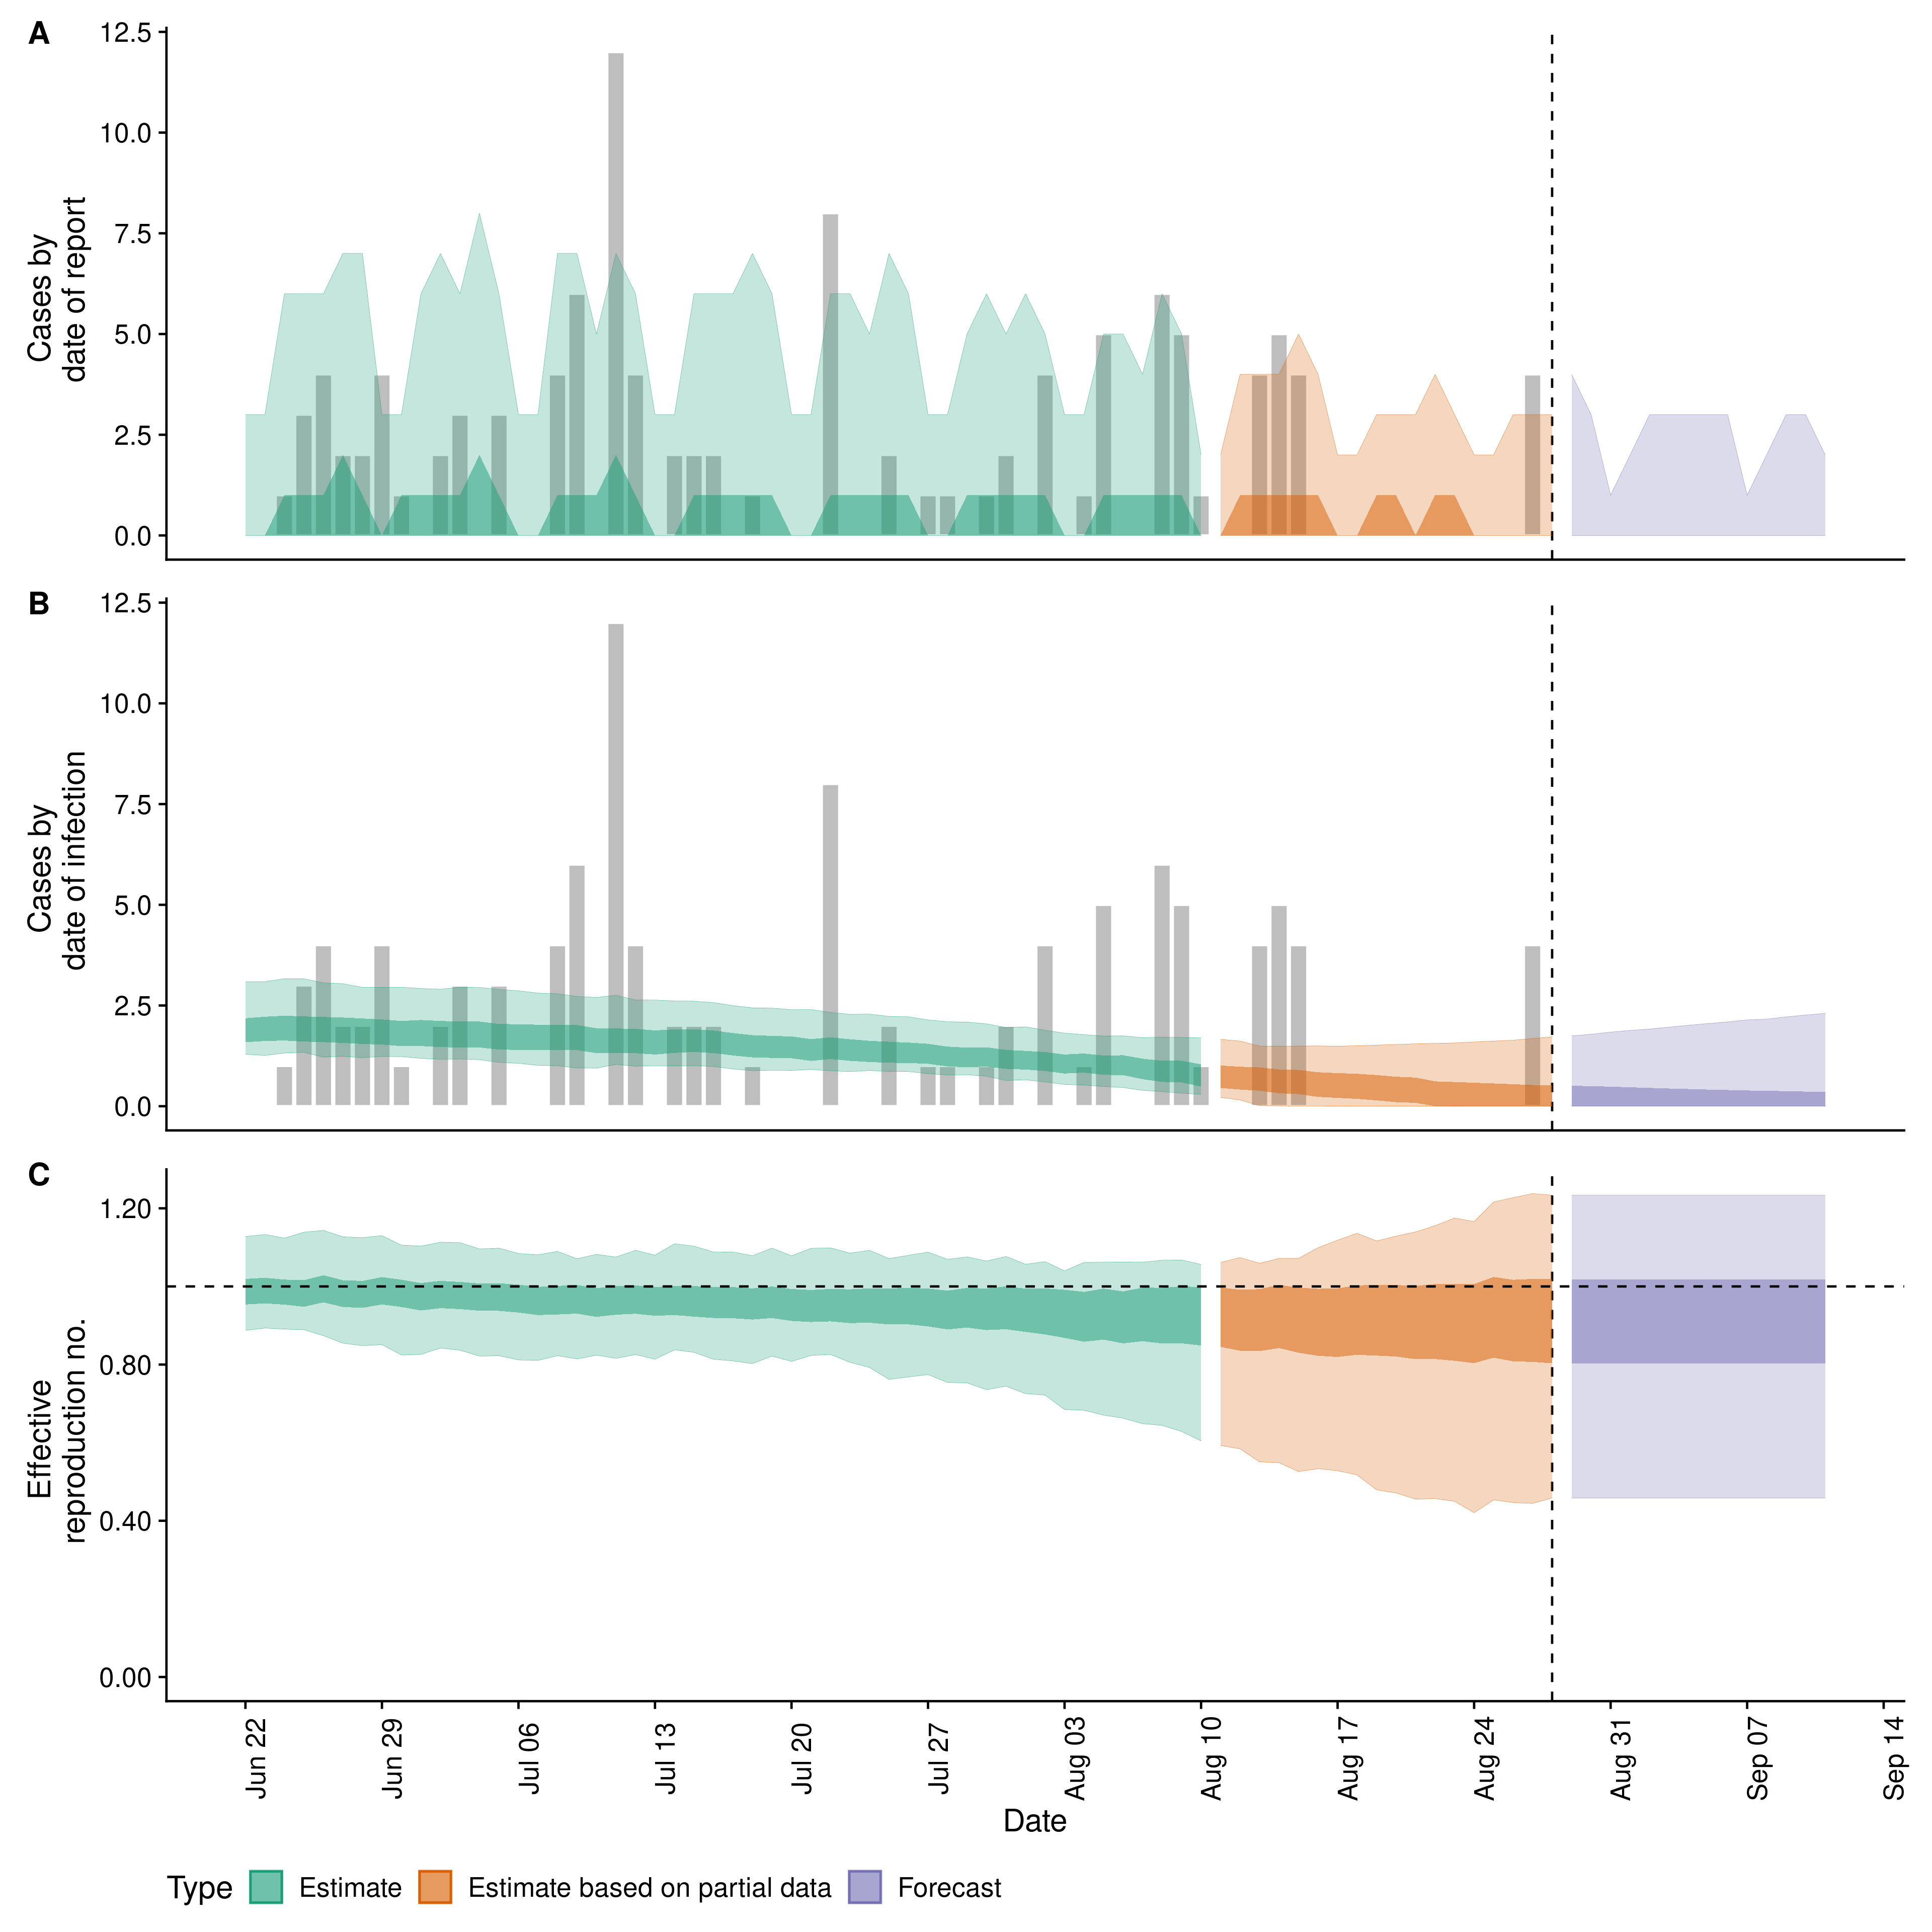 A
12.5
10.0
7.5
5.0
2.5
0.0
Cases by
date of report
B
12.5
10.0
7.5
5.0
2.5
0.0
Cases by
date of infection
C
1.20
0.80
0.40
0.00
Effective
reproduction no.
Jun 22
Jun 29
Jul 06
Jul 13
Jul 20
Jul 27
Aug 03
Aug 10
Aug 17
Aug 24
Aug 31
Sep 07
Sep 14
Date
Type
Estimate
Estimate based on partial data
Forecast